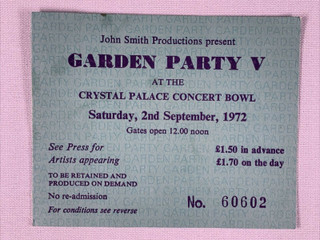 John Smith Productions present
GARDEN PARTY V
AT THE
CRYSTAL PALACE CONCERT BOWL
Saturday, 2nd September, 1972
Gates open 12.00 noon
See Press for £1.50 in advance
Artists appearing £1.70 on the day
TO BE RETAINED AND
PRODUCED ON DEMAND
No re-admission
For conditions see reverse
No. 60602